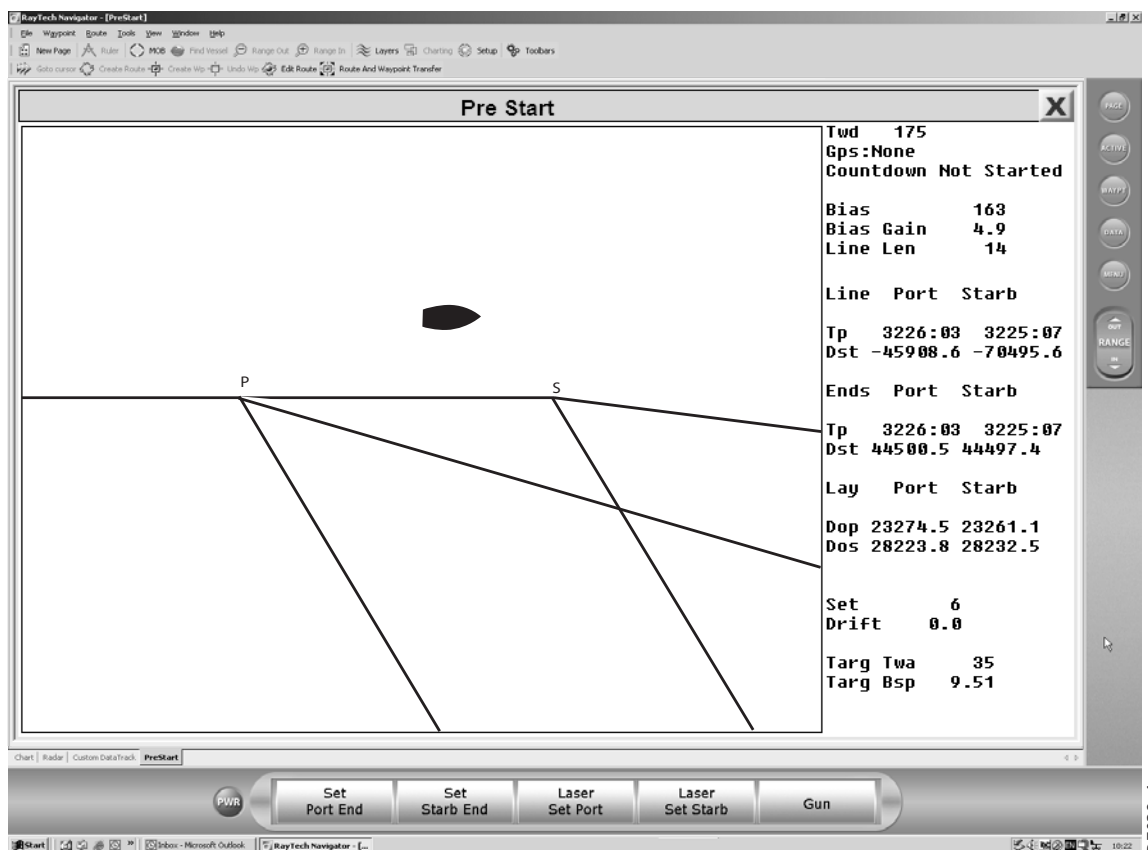 RayTech Navigator - [PreStart]
File Waypoint Route Tools View Window Help
New Page Ruler MOB Find Vessel Range Out Range In Layers Charting Setup Toolbars
Goto cursor Create Route Create Wp Undo Wp Edit Route Route And Waypoint Transfer
Pre Start X
Twd 175
Gps:None
Countdown Not Started
Bias 163
Bias Gain 4.9
Line Len 14
Line Port Starb
Tp 3226:03 3225:07
Dst -45908.6 -70495.6
Ends Port Starb
Tp 3226:03 3225:07
Dst 44500.5 44497.4
Lay Port Starb
Dop 23274.5 23261.1
Dos 28223.8 28232.5
Set 6
Drift 0.0
Targ Twa 35
Targ Bsp 9.51
P
S
PAGE
ACTIVE
WAYPT
DATA
MENU
OUT
RANGE
IN
Chart Radar Custom DataTrack PreStart
PWR
Set Port End
Set Starb End
Laser Set Port
Laser Set Starb
Gun
Start Inbox - Microsoft Outlook RayTech Navigator - [... 10:22